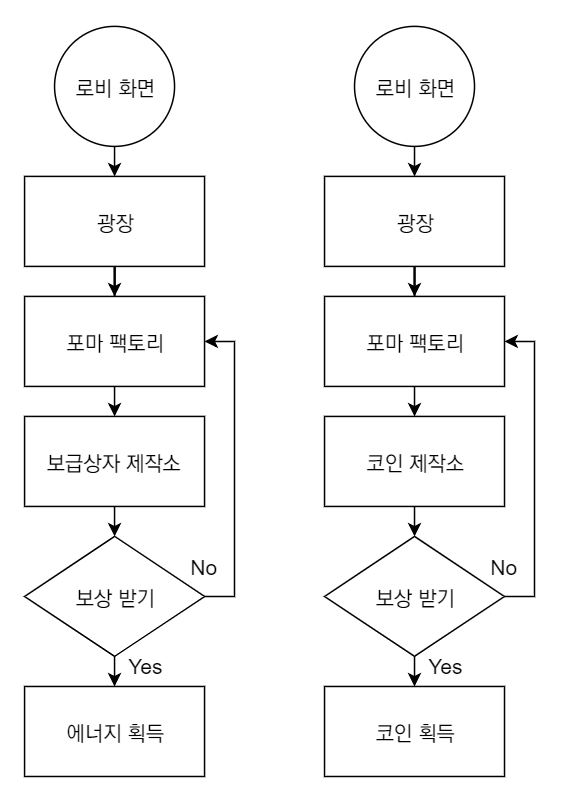 로비 화면
광장
포마 팩토리
보급상자 제작소
보상 받기
No
Yes
에너지 획득
로비 화면
광장
포마 팩토리
코인 제작소
보상 받기
No
Yes
코인 획득